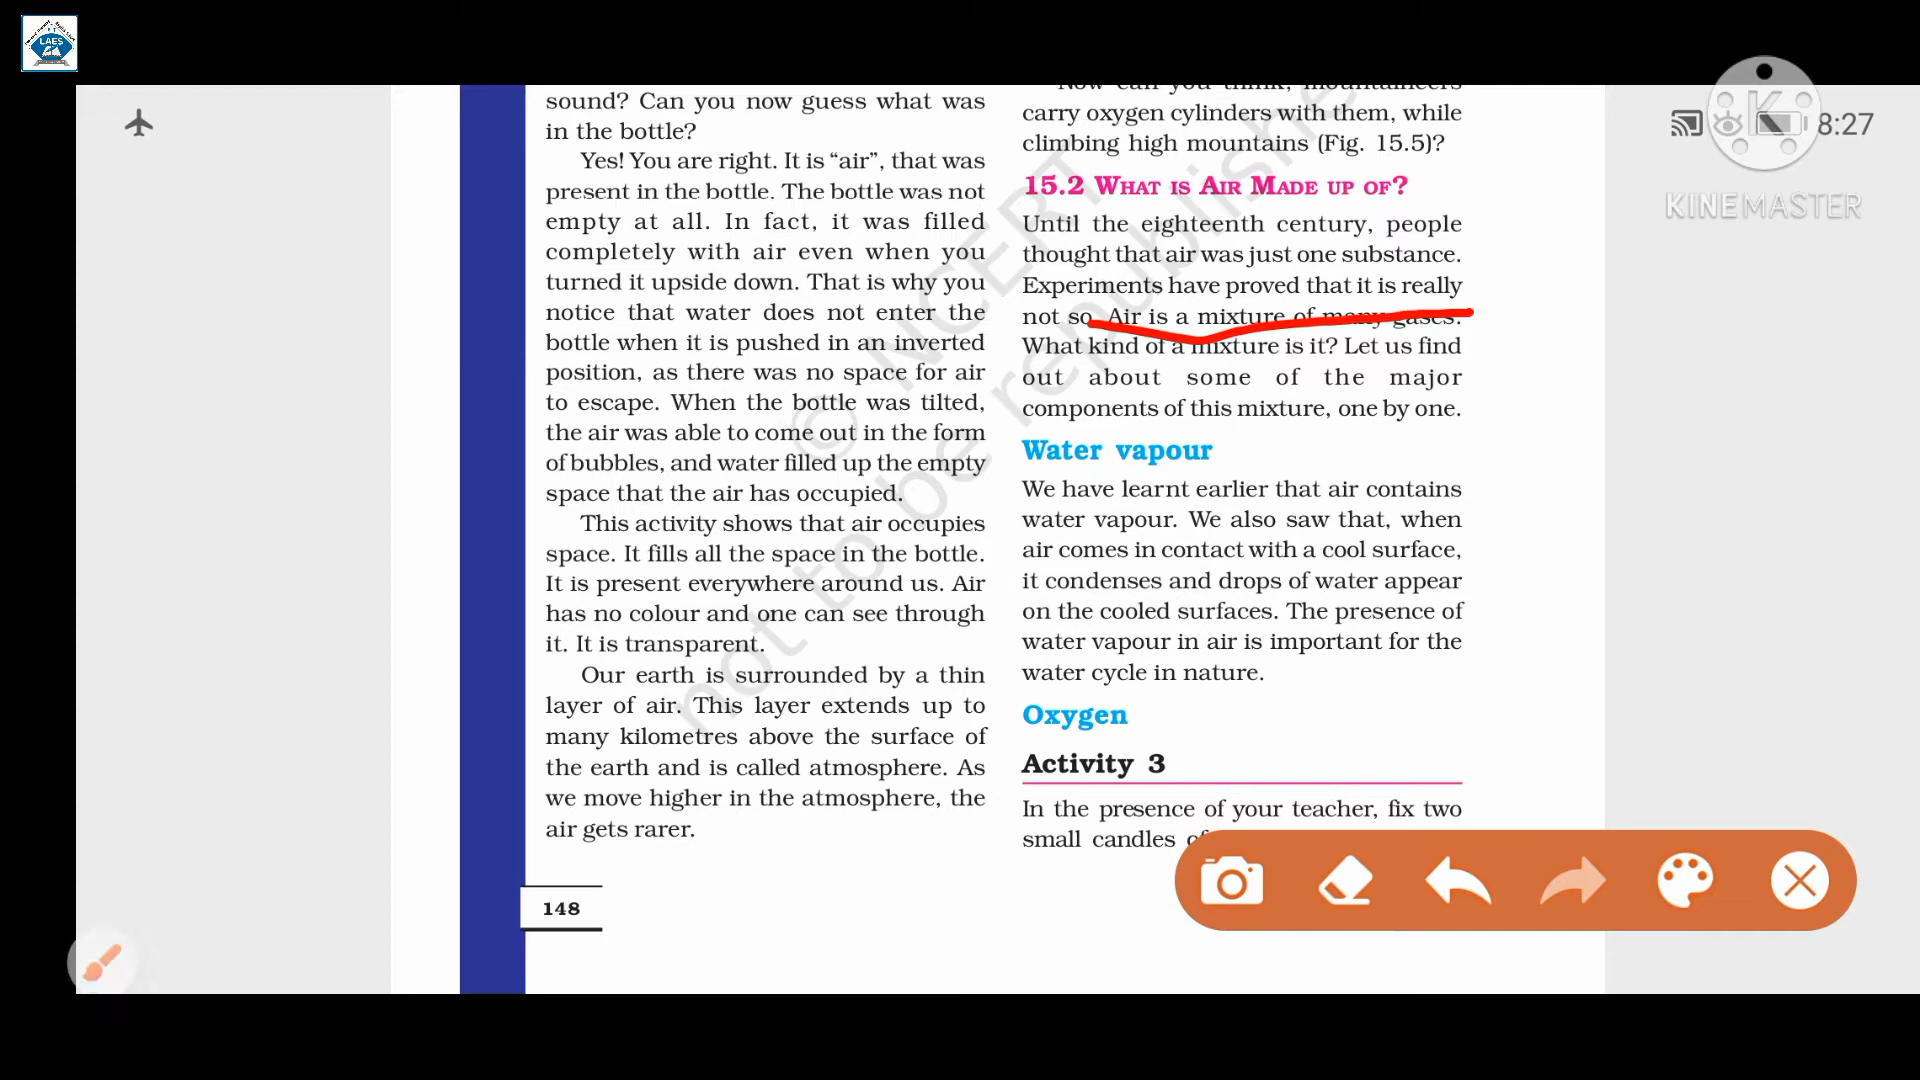 LAES
sound? Can you now guess what was
in the bottle?
Yes! You are right. It is “air”, that was
present in the bottle. The bottle was not
empty at all. In fact, it was filled
completely with air even when you
turned it upside down. That is why you
notice that water does not enter the
bottle when it is pushed in an inverted
position, as there was no space for air
to escape. When the bottle was tilted,
the air was able to come out in the form
of bubbles, and water filled up the empty
space that the air has occupied.
This activity shows that air occupies
space. It fills all the space in the bottle.
It is present everywhere around us. Air
has no colour and one can see through
it. It is transparent.
Our earth is surrounded by a thin
layer of air. This layer extends up to
many kilometres above the surface of
the earth and is called atmosphere. As
we move higher in the atmosphere, the
air gets rarer.
148
Now can you think, mountaineers
carry oxygen cylinders with them, while
climbing high mountains (Fig. 15.5)?
15.2 WHAT IS AIR MADE UP OF?
Until the eighteenth century, people
thought that air was just one substance.
Experiments have proved that it is really
not so. Air is a mixture of many gases.
What kind of a mixture is it? Let us find
out about some of the major
components of this mixture, one by one.
Water vapour
We have learnt earlier that air contains
water vapour. We also saw that, when
air comes in contact with a cool surface,
it condenses and drops of water appear
on the cooled surfaces. The presence of
water vapour in air is important for the
water cycle in nature.
Oxygen
Activity 3
In the presence of your teacher, fix two
small candles
© NCERT
not to be republishe
8:27
K
KINEMASTER